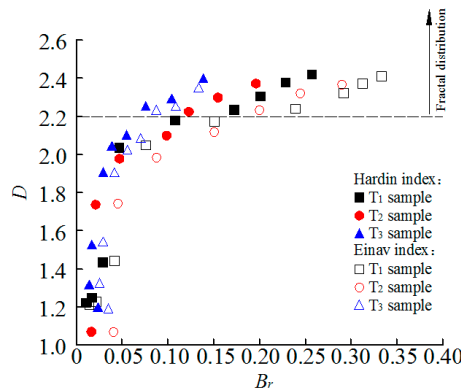 Fractal distribution
2.6
2.4
2.2
2.0
1.8
1.6
1.4
1.2
1.0
D
Hardin index：
T1 sample
T2 sample
T3 sample
Einav index：
T1 sample
T2 sample
T3 sample
0.00 0.05 0.10 0.15 0.20 0.25 0.30 0.35 0.40
Br